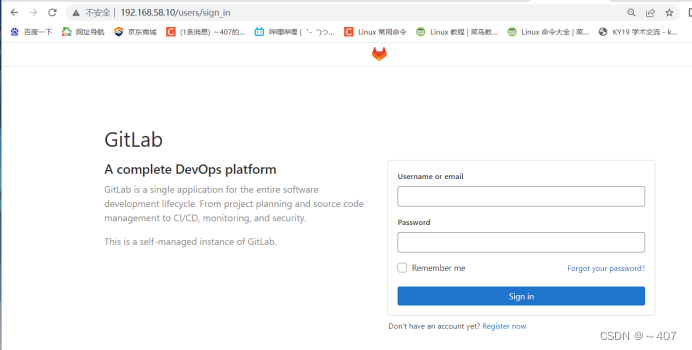 不安全 192.168.58.10/users/sign_in
百度一下 网址导航 京东商城 (1条消息) ~407的... 哔哩哔哩 (゜-゜)つ... Linux 常用命令 Linux 教程 | 菜鸟教... Linux 命令大全 | 菜... KY19 学术交流 - k...
GitLab
A complete DevOps platform
GitLab is a single application for the entire software
development lifecycle. From project planning and source code
management to CI/CD, monitoring, and security.
This is a self-managed instance of GitLab.
Username or email
Password
Remember me Forgot your password?
Sign in
Don't have an account yet? Register now
CSDN @～407